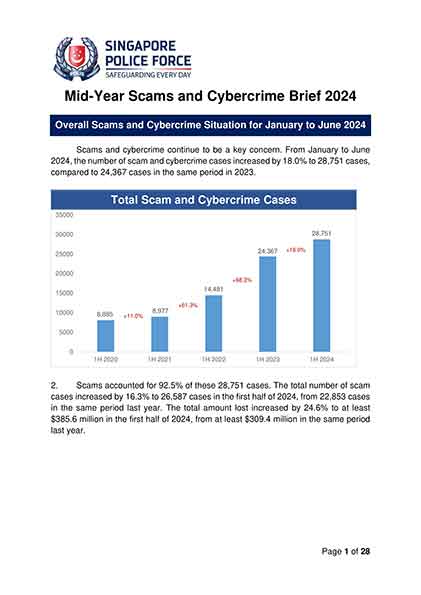 SINGAPORE
POLICE FORCE
SAFEGUARDING EVERY DAY
Mid-Year Scams and Cybercrime Brief 2024
Overall Scams and Cybercrime Situation for January to June 2024
Scams and cybercrime continue to be a key concern. From January to June
2024, the number of scam and cybercrime cases increased by 18.0% to 28,751 cases,
compared to 24,367 cases in the same period in 2023.
Total Scam and Cybercrime Cases
35000
30000
25000
20000
15000
10000
5000
0
+11.0%
8,977
+61.3%
14,481
+68.3%
24,367
+18.0%
28,751
1H 2020
1H 2021
1H 2022
1H 2023
1H 2024
2. Scams accounted for 92.5% of these 28,751 cases. The total number of scam
cases increased by 16.3% to 26,587 cases in the first half of 2024, from 22,853 cases
in the same period last year. The total amount lost increased by 24.6% to at least
$385.6 million in the first half of 2024, from at least $309.4 million in the same period
last year.
Page 1 of 28